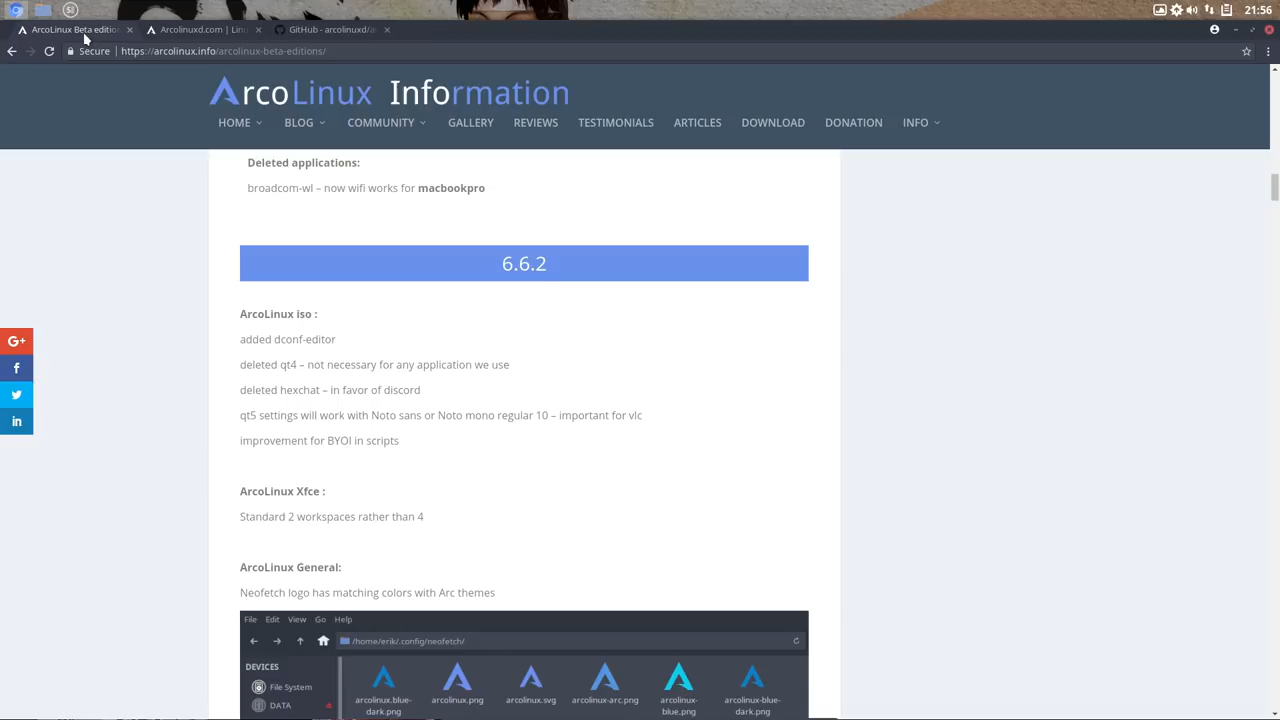 21:56
ArcoLinux Beta edition
Arcolinuxd.com | Lin
GitHub - arcolinuxd/a
Secure
https://arcolinux.info/arcolinux-beta-editions/
ArcoLinux Information
HOME
BLOG
COMMUNITY
GALLERY
REVIEWS
TESTIMONIALS
ARTICLES
DOWNLOAD
DONATION
INFO
Deleted applications:
broadcom-wl – now wifi works for macbookpro
6.6.2
ArcoLinux iso :
added dconf-editor
deleted qt4 – not necessary for any application we use
G+
deleted hexchat – in favor of discord
f
qt5 settings will work with Noto sans or Noto mono regular 10 – important for vlc
in
improvement for BYOI in scripts
ArcoLinux Xfce :
Standard 2 workspaces rather than 4
ArcoLinux General:
Neofetch logo has matching colors with Arc themes
File Edit View Go Help
/home/erik/.config/neofetch/
DEVICES
File System
DATA
arcolinux.blue-
dark.png
arcolinux.png
arcolinux.svg
arcolinux-arc.png
arcolinux-
blue.png
arcolinux-blue-
dark.png